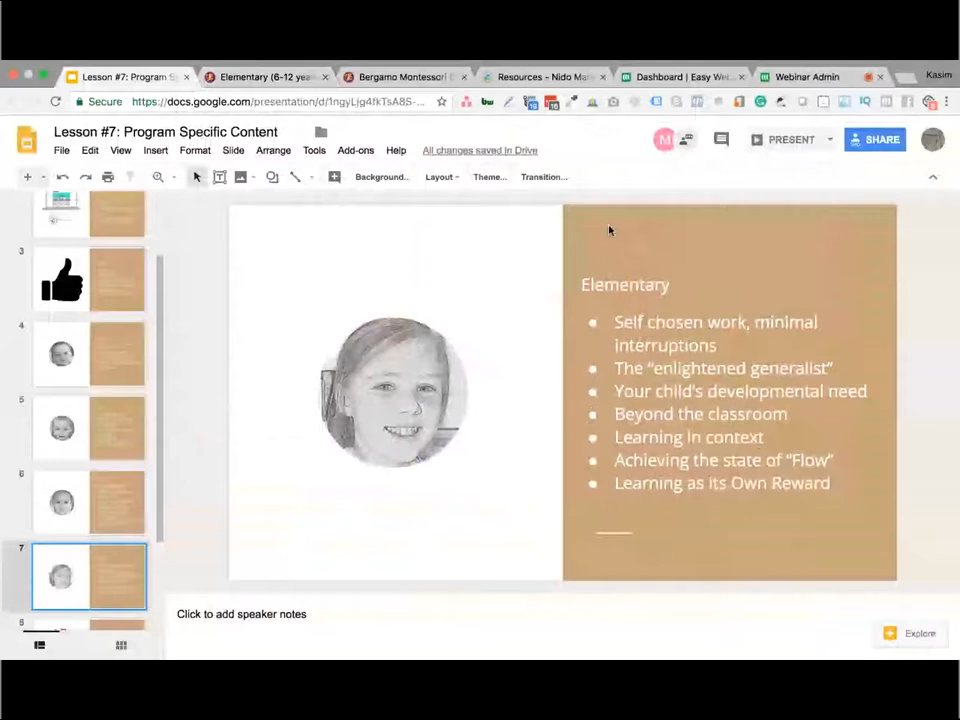 Lesson #7: Program S
Elementary (6-12 yea
Bergamo Montessori
Resources - Nido Ma
Dashboard | Easy We
Webinar Admin
Kasim
Secure
https://docs.google.com/presentation/d/1ngyLjg4fkTsA8S-
Lesson #7: Program Specific Content
File Edit View Insert Format Slide Arrange Tools Add-ons Help
All changes saved in Drive
M
PRESENT
SHARE
Background...
Layout
Theme...
Transition...
3
4
5
6
7
8
Elementary
● Self chosen work, minimal
interruptions
● The “enlightened generalist”
● Your child's developmental need
● Beyond the classroom
● Learning in context
● Achieving the state of “Flow”
● Learning as its Own Reward
Click to add speaker notes
Explore